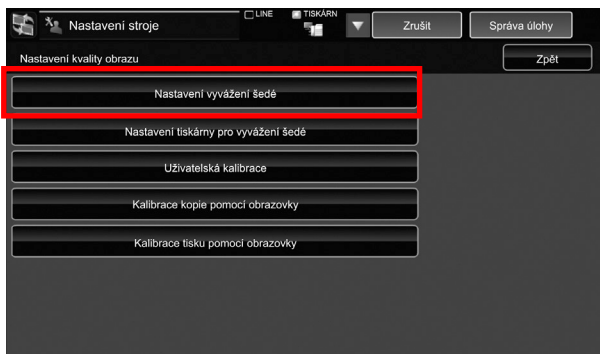 Nastavení stroje
LINE
TISKÁRN
Zrušit
Správa úlohy
Nastavení kvality obrazu
Zpět
Nastavení vyvážení šedé
Nastavení tiskárny pro vyvážení šedé
Uživatelská kalibrace
Kalibrace kopie pomocí obrazovky
Kalibrace tisku pomocí obrazovky